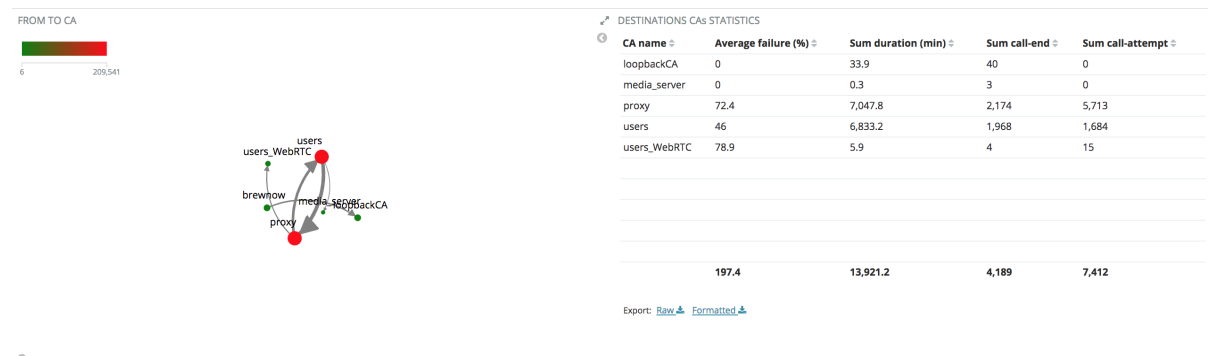 FROM TO CA
6 209,541
users
users_WebRTC
brewnow
media_server
loopbackCA
proxy
DESTINATIONS CAs STATISTICS
CA name Average failure (%) Sum duration (min) Sum call-end Sum call-attempt
loopbackCA 0 33.9 40 0
media_server 0 0.3 3 0
proxy 72.4 7,047.8 2,174 5,713
users 46 6,833.2 1,968 1,684
users_WebRTC 78.9 5.9 4 15
197.4 13,921.2 4,189 7,412
Export: Raw Formatted